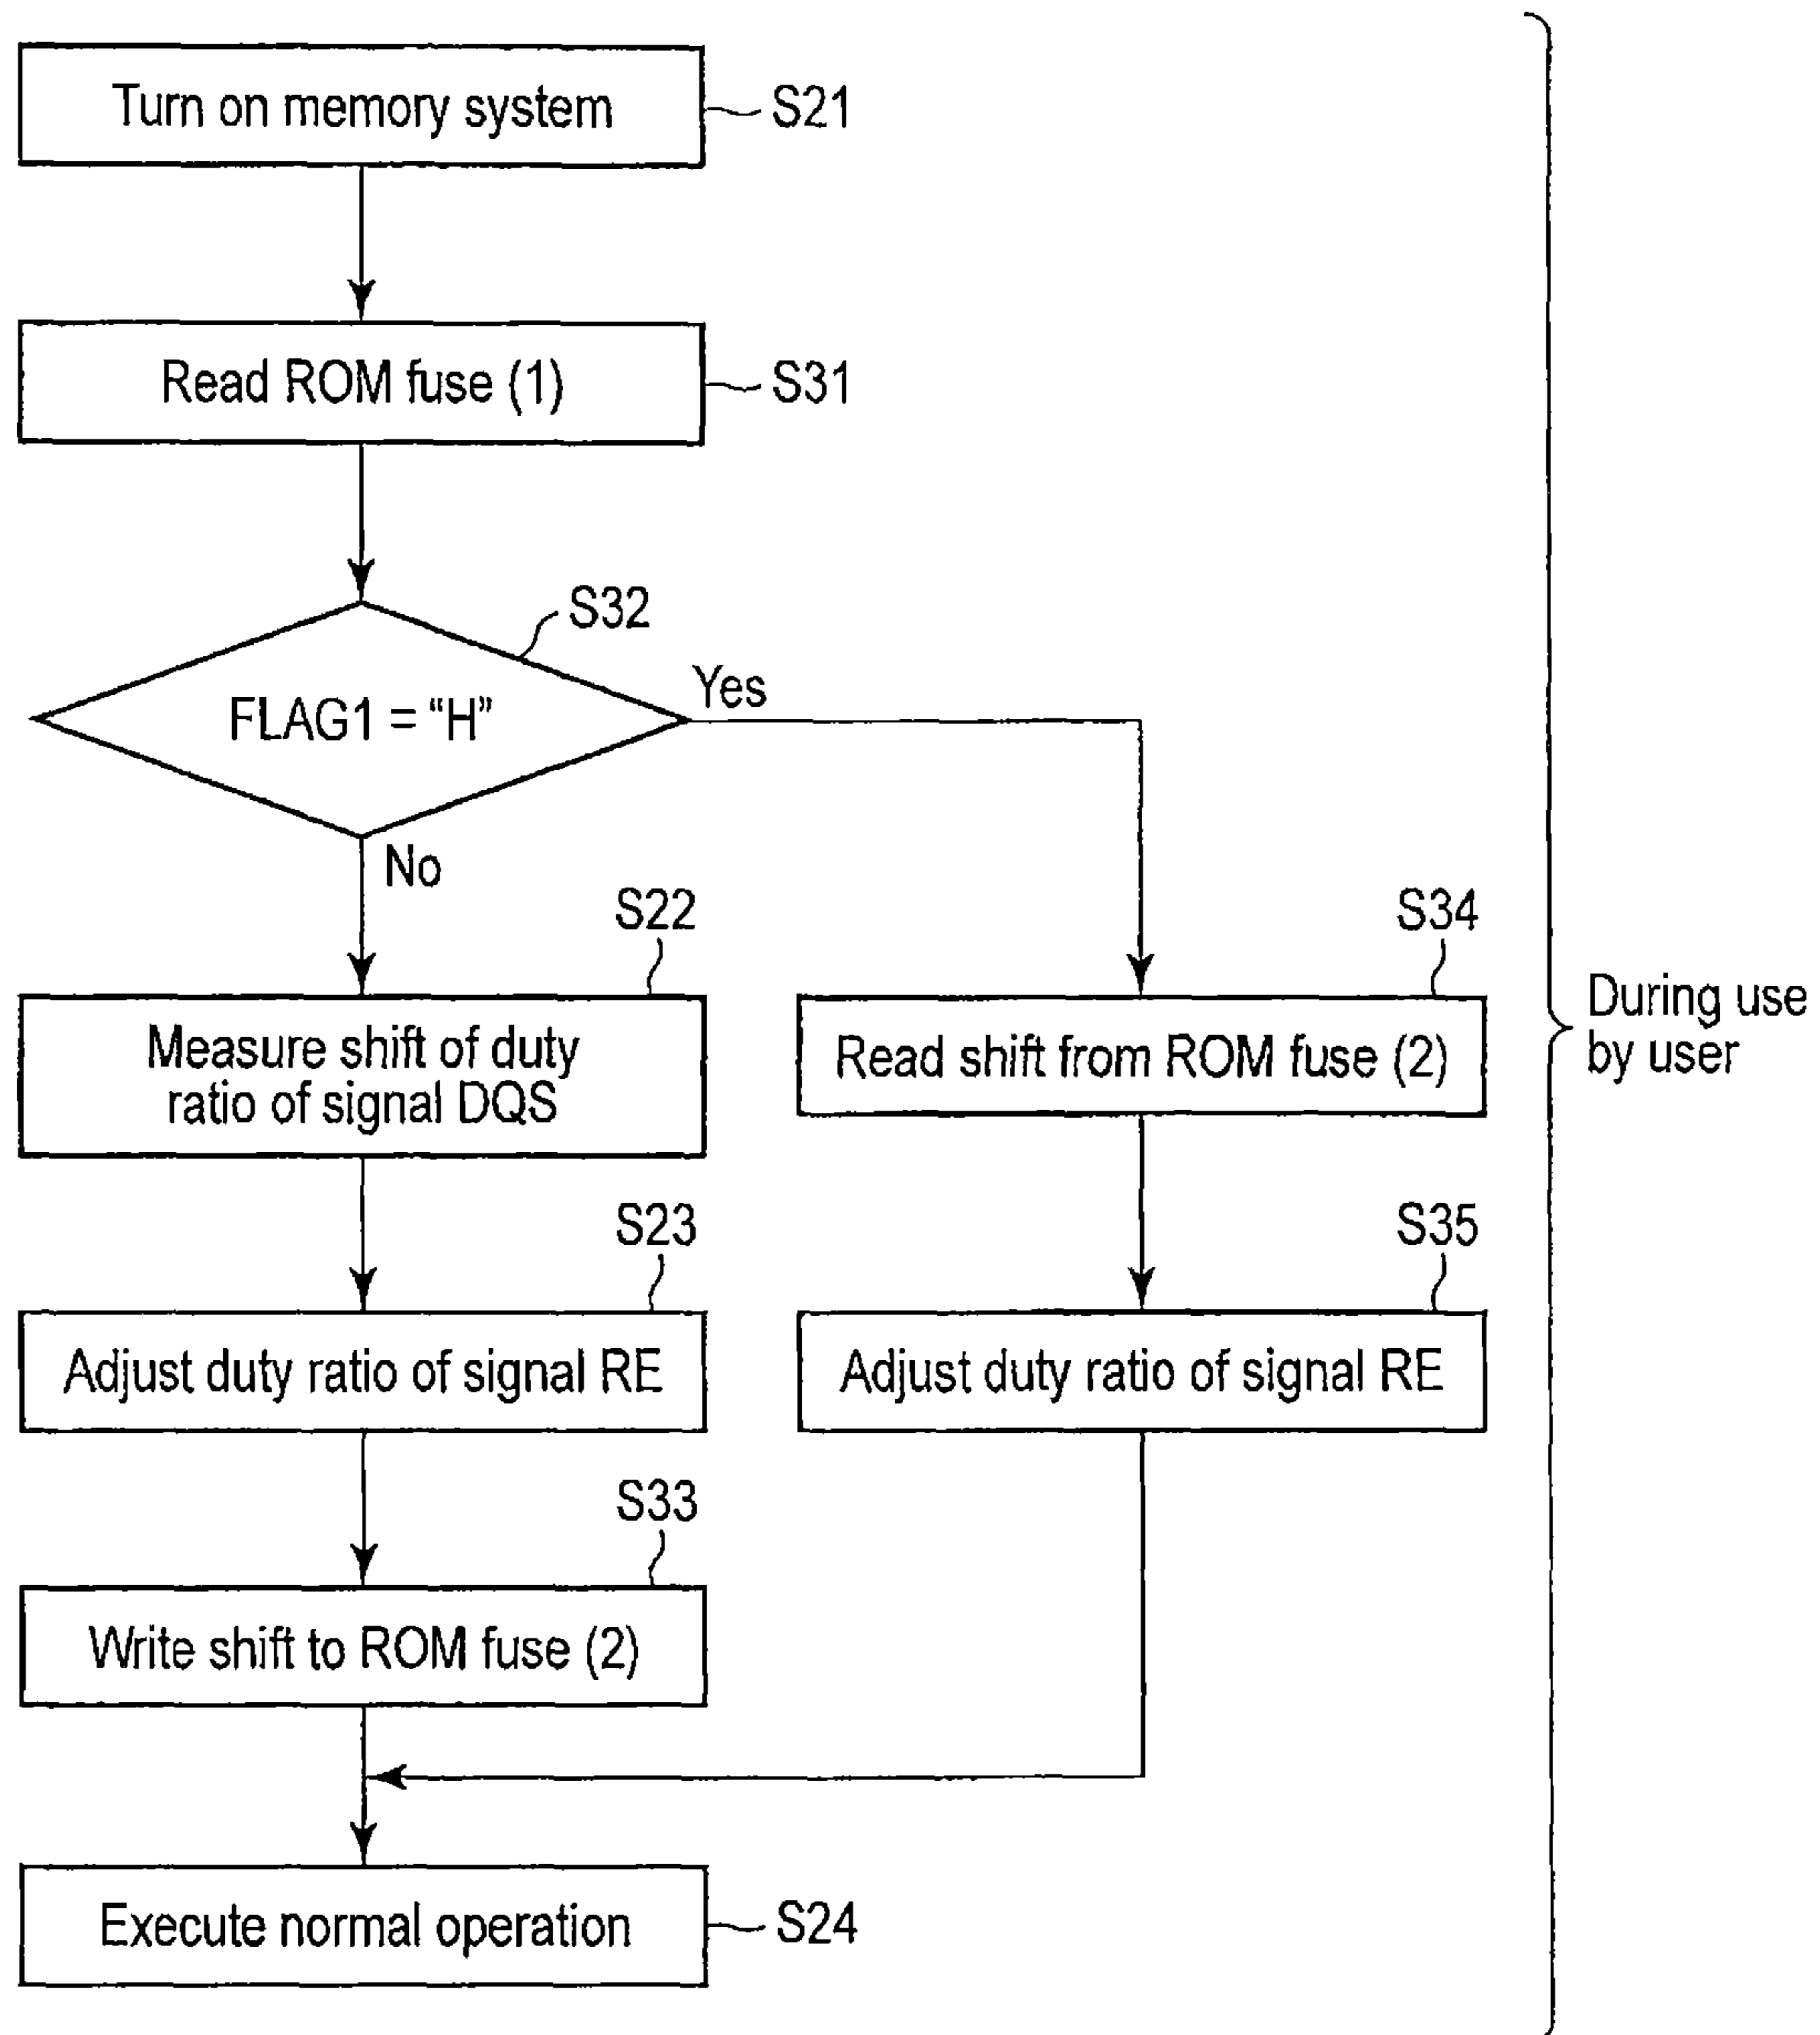 Turn on memory system
S21
Read ROM fuse (1)
S31
S32
FLAG1 = “H”
Yes
No
S22
Measure shift of duty
ratio of signal DQS
S34
Read shift from ROM fuse (2)
During use
by user
S23
Adjust duty ratio of signal RE
S35
Adjust duty ratio of signal RE
S33
Write shift to ROM fuse (2)
Execute normal operation
S24